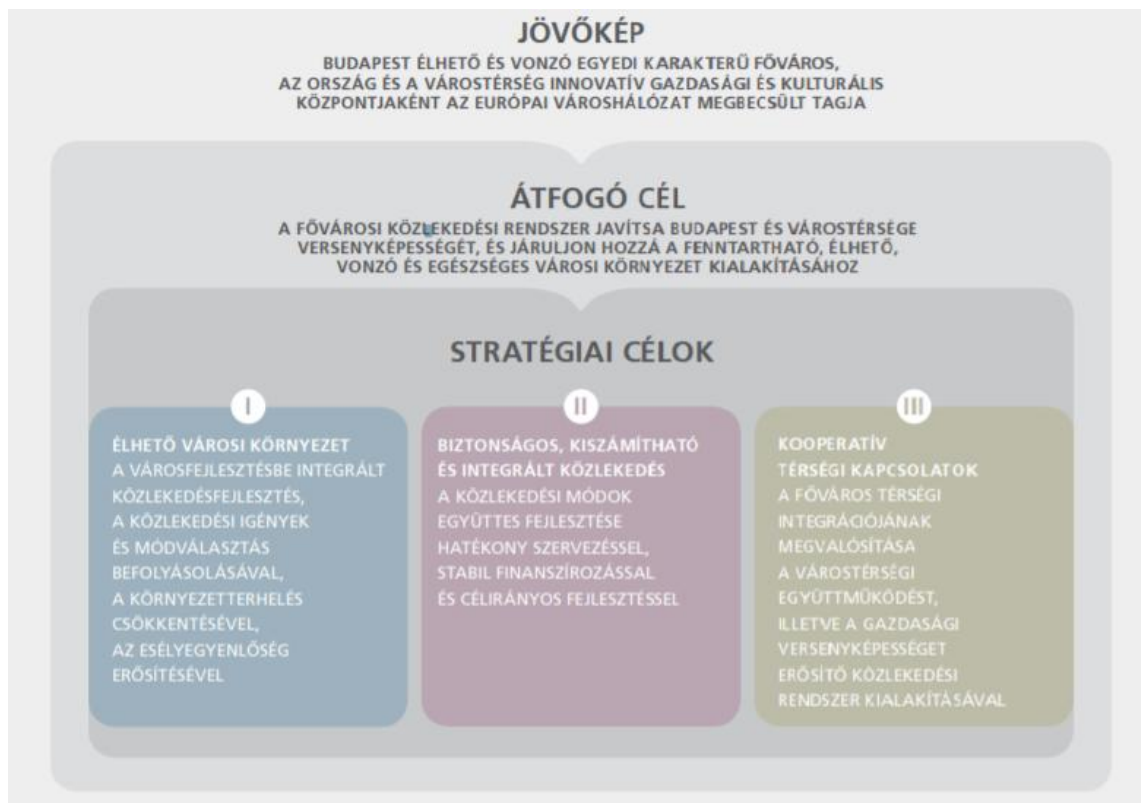 JÖVŐKÉP
BUDAPEST ÉLHETŐ ÉS VONZÓ EGYEDI KARAKTERŰ FŐVÁROS,
AZ ORSZÁG ÉS A VÁROSTÉRSÉG INNOVATÍV GAZDASÁGI ÉS KULTURÁLIS
KÖZPONTJAKÉNT AZ EURÓPAI VÁROSHÁLÓZAT MEGBECSÜLT TAGJA
ÁTFOGÓ CÉL
A FŐVÁROSI KÖZLEKEDÉSI RENDSZER JAVÍTSA BUDAPEST ÉS VÁROSTÉRSÉGE
VERSENYKÉPESSÉGÉT, ÉS JÁRULJON HOZZÁ A FENNTARTHATÓ, ÉLHETŐ,
VONZÓ ÉS EGÉSZSÉGES VÁROSI KÖRNYEZET KIALAKÍTÁSÁHOZ
STRATÉGIAI CÉLOK
I
ÉLHETŐ VÁROSI KÖRNYEZET
A VÁROSFEJLESZTÉSBE INTEGRÁLT
KÖZLEKEDÉSFEJLESZTÉS,
A KÖZLEKEDÉSI IGÉNYEK
ÉS MÓDVÁLASZTÁS
BEFOLYÁSOLÁSÁVAL,
A KÖRNYEZETTERHELÉS
CSÖKKENTÉSÉVEL,
AZ ESÉLYEGYENLŐSÉG
ERŐSÍTÉSÉVEL
II
BIZTONSÁGOS, KISZÁMÍTHATÓ
ÉS INTEGRÁLT KÖZLEKEDÉS
A KÖZLEKEDÉSI MÓDOK
EGYÜTTES FEJLESZTÉSE
HATÉKONY SZERVEZÉSSEL,
STABIL FINANSZÍROZÁSSAL
ÉS CÉLIRÁNYOS FEJLESZTÉSSEL
III
KOOPERATÍV
TÉRSÉGI KAPCSOLATOK
A FŐVÁROS TÉRSÉGI
INTEGRÁCIÓJÁNAK
MEGVALÓSÍTÁSA
A VÁROSTÉRSÉGI
EGYÜTTMŰKÖDÉST,
ILLETVE A GAZDASÁGI
VERSENYKÉPESSÉGET
ERŐSÍTŐ KÖZLEKEDÉSI
RENDSZER KIALAKÍTÁSÁVAL